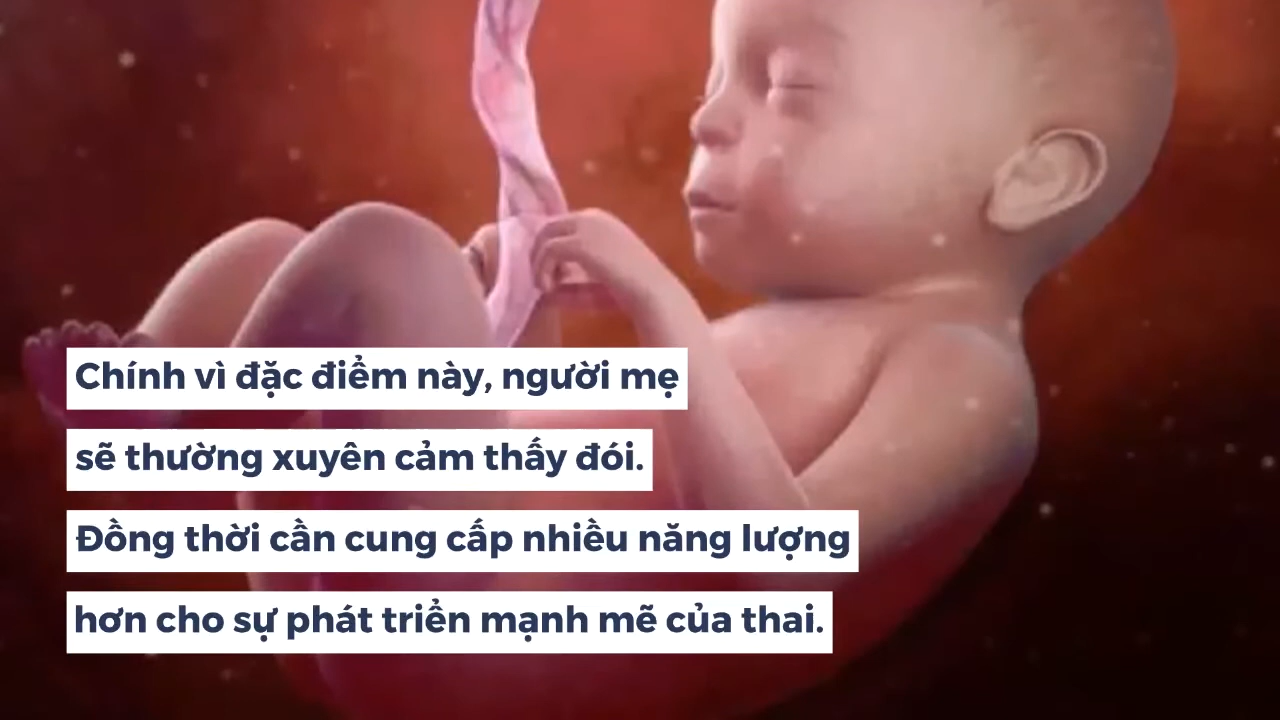 Chính vì đặc điểm này, người mẹ
sẽ thường xuyên cảm thấy đói.
Đồng thời cần cung cấp nhiều năng lượng
hơn cho sự phát triển mạnh mẽ của thai.